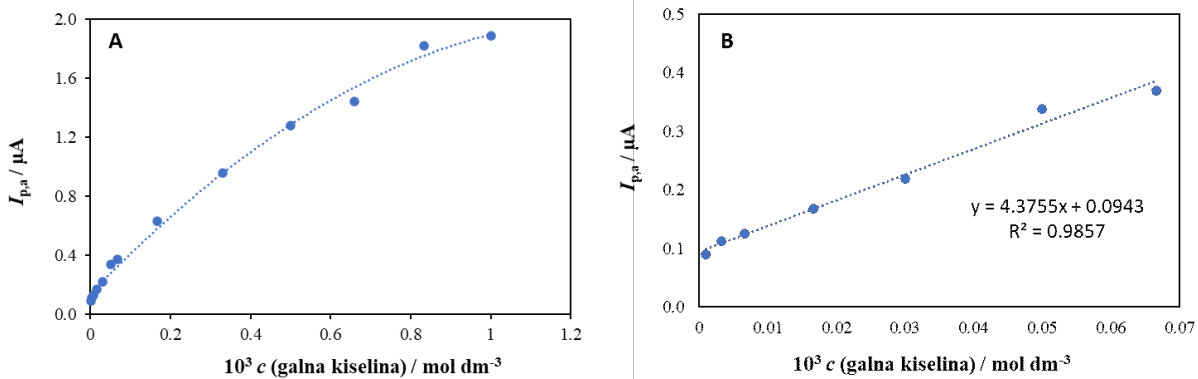 A
2.0
1.6
1.2
0.8
0.4
0.0
I_p,a / μA
0 0.2 0.4 0.6 0.8 1 1.2
10³ c (galna kiselina) / mol dm⁻³
B
0.5
0.4
0.3
0.2
0.1
0.0
I_p,a / μA
y = 4.3755x + 0.0943
R² = 0.9857
0 0.01 0.02 0.03 0.04 0.05 0.06 0.07
10³ c (galna kiselina) / mol dm⁻³